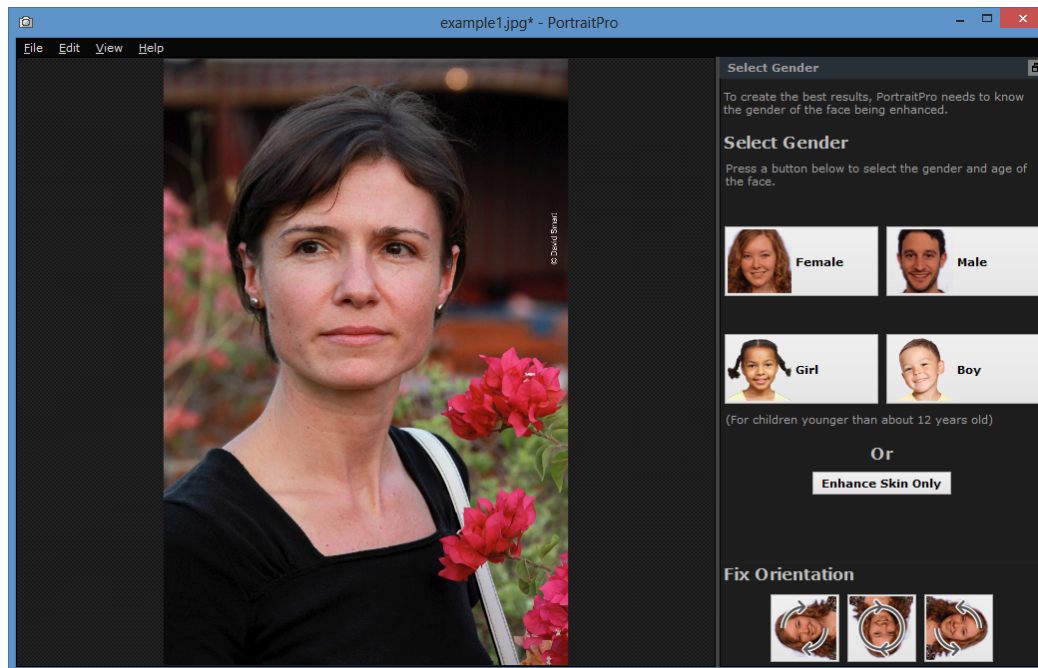 example1.jpg* - PortraitPro
File Edit View Help
Select Gender
To create the best results, PortraitPro needs to know
the gender of the face being enhanced.
Select Gender
Press a button below to select the gender and age of
the face.
Female
Male
Girl
Boy
(For children younger than about 12 years old)
Or
Enhance Skin Only
Fix Orientation
© David Smart